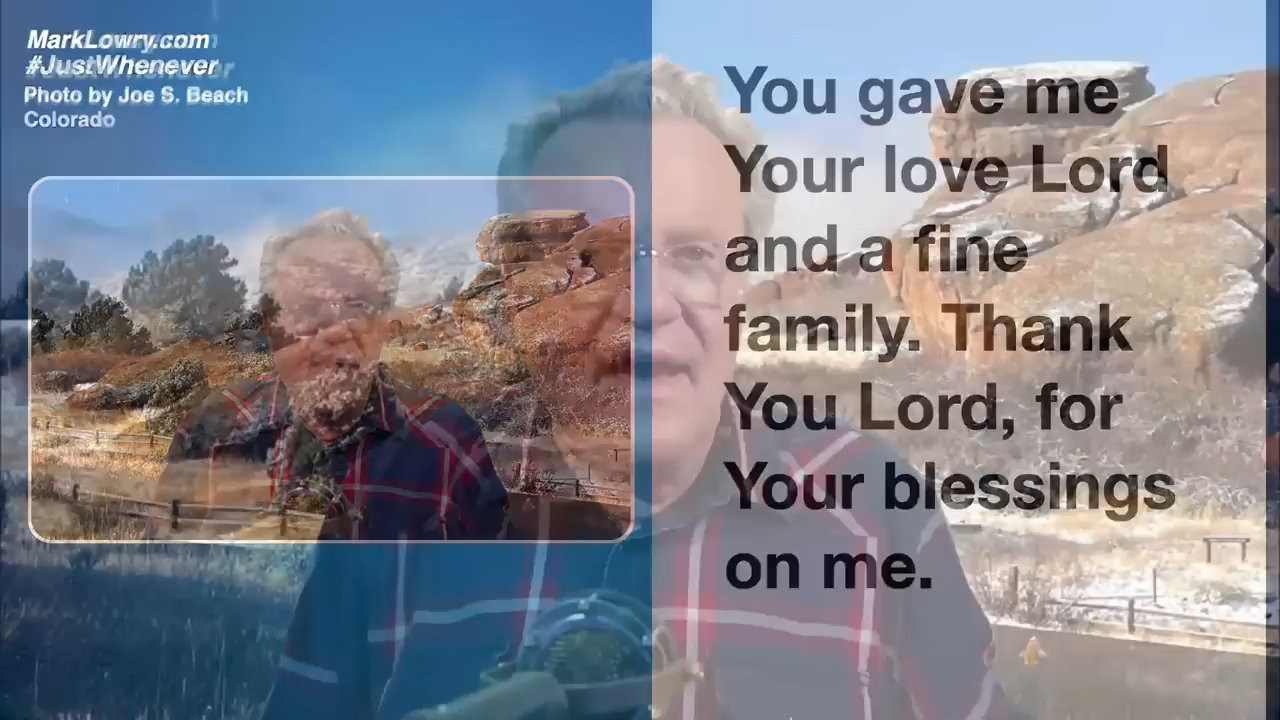 MarkLowry.com
#JustWhenever
Photo by Joe S. Beach
Colorado
You gave me
Your love Lord
and a fine
family. Thank
You Lord, for
Your blessings
on me.